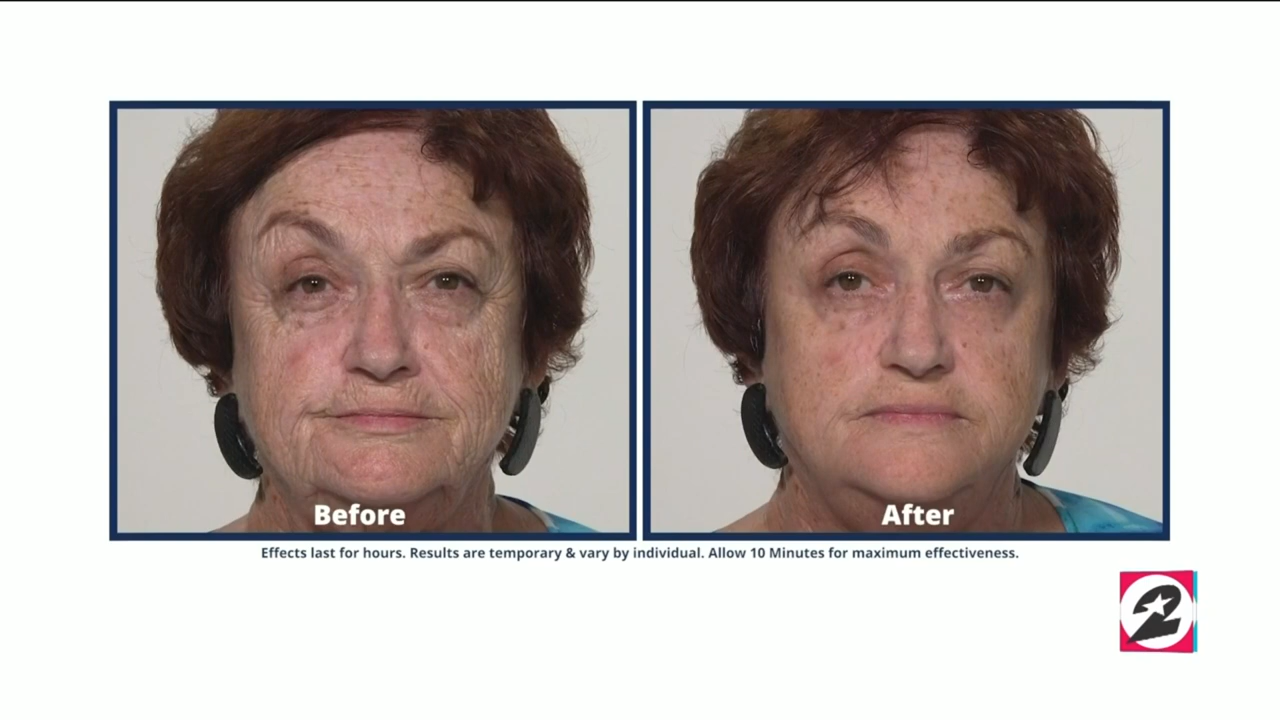 Before
After
Effects last for hours. Results are temporary & vary by individual. Allow 10 Minutes for maximum effectiveness.
2